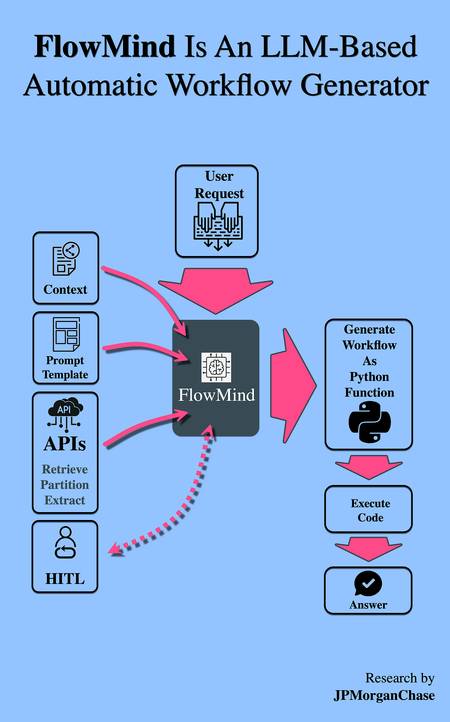 FlowMind Is An LLM-Based
Automatic Workflow Generator
User
Request
Context
Prompt
Template
API
APIs
Retrieve
Partition
Extract
HITL
FlowMind
Generate
Workflow
As
Python
Function
Execute
Code
Answer
Research by
JPMorganChase